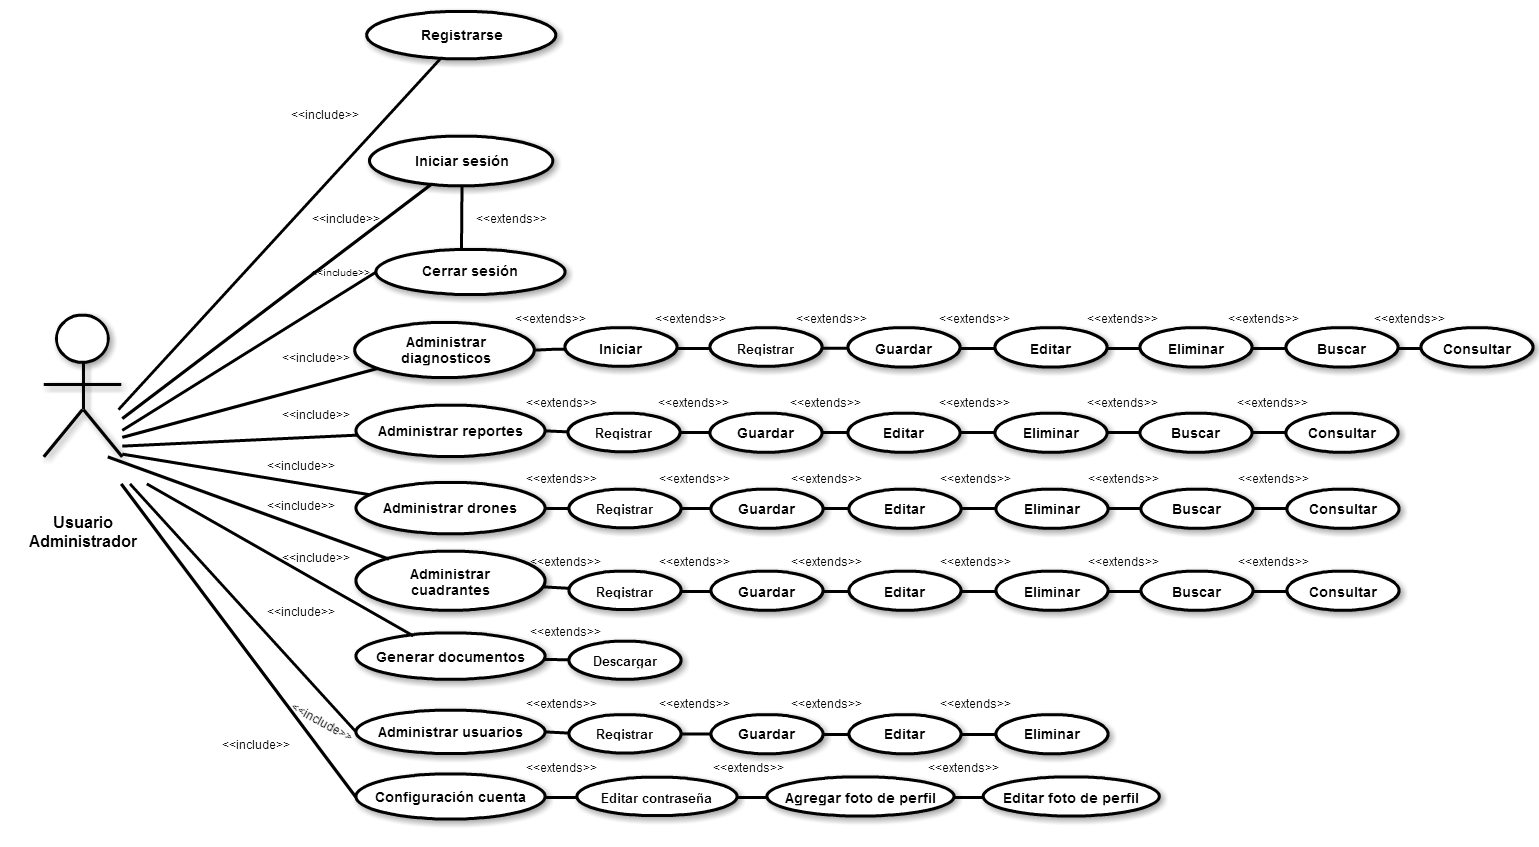 Registrarse
<<include>>
Iniciar sesión
<<include>>
<<extends>>
<<include>>
Cerrar sesión
<<extends>>
<<extends>>
<<extends>>
<<extends>>
<<extends>>
<<extends>>
<<extends>>
<<include>>
Administrar
diagnosticos
Iniciar
Registrar
Guardar
Editar
Eliminar
Buscar
Consultar
<<extends>>
<<extends>>
<<extends>>
<<extends>>
<<extends>>
<<extends>>
<<include>>
Administrar reportes
Registrar
Guardar
Editar
Eliminar
Buscar
Consultar
<<include>>
<<extends>>
<<extends>>
<<extends>>
<<extends>>
<<extends>>
<<extends>>
<<include>>
Administrar drones
Registrar
Guardar
Editar
Eliminar
Buscar
Consultar
Usuario
Administrador
<<include>>
<<extends>>
<<extends>>
<<extends>>
<<extends>>
<<extends>>
<<extends>>
Administrar
cuadrantes
Registrar
Guardar
Editar
Eliminar
Buscar
Consultar
<<include>>
<<extends>>
Generar documentos
Descargar
<<include>>
<<extends>>
<<extends>>
<<extends>>
<<extends>>
Administrar usuarios
Registrar
Guardar
Editar
Eliminar
<<include>>
<<extends>>
<<extends>>
<<extends>>
Configuración cuenta
Editar contraseña
Agregar foto de perfil
Editar foto de perfil